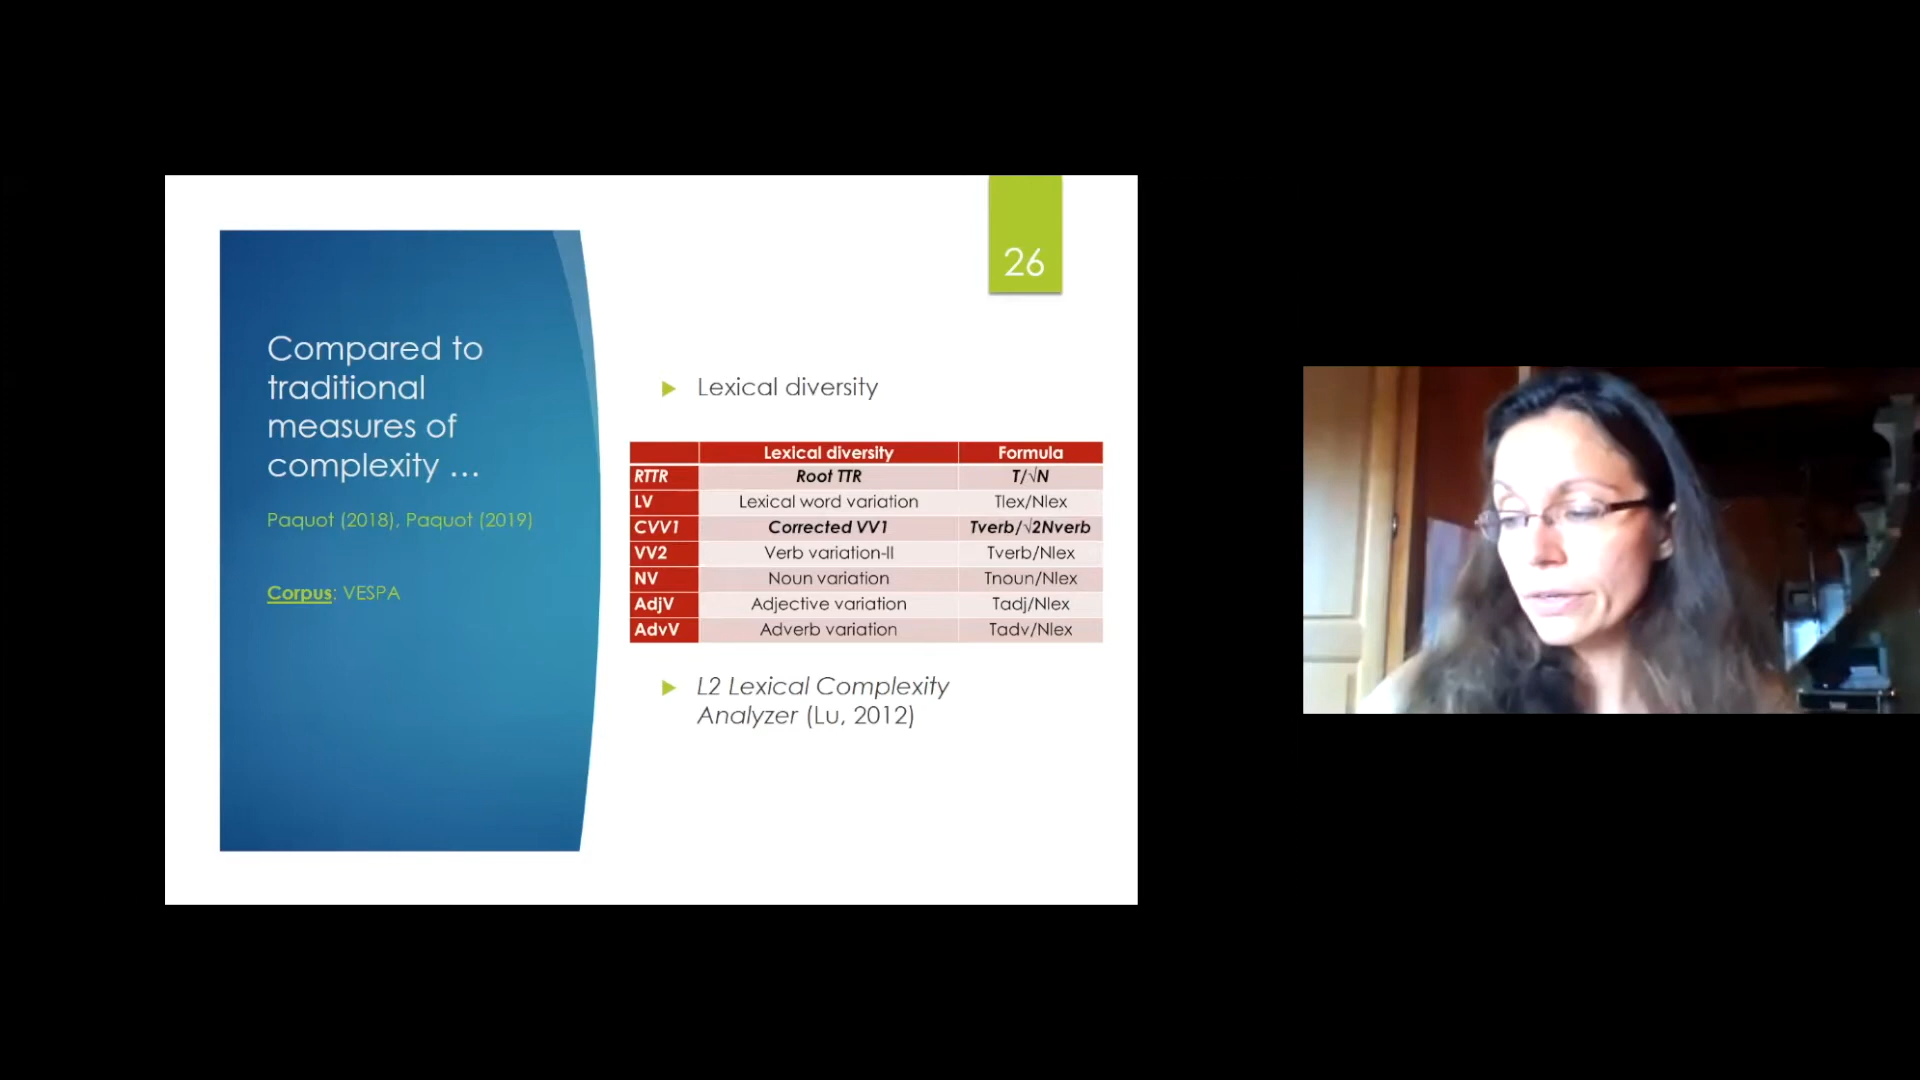 26
Compared to
traditional
measures of
complexity ...
Paquot (2018), Paquot (2019)
Corpus: VESPA
Lexical diversity
Lexical diversity Formula
RTTR Root TTR T/√N
LV Lexical word variation Tlex/Nlex
CVV1 Corrected VV1 Tverb/√2Nverb
VV2 Verb variation-II Tverb/Nlex
NV Noun variation Tnoun/Nlex
AdjV Adjective variation Tadj/Nlex
AdvV Adverb variation Tadv/Nlex
L2 Lexical Complexity
Analyzer (Lu, 2012)